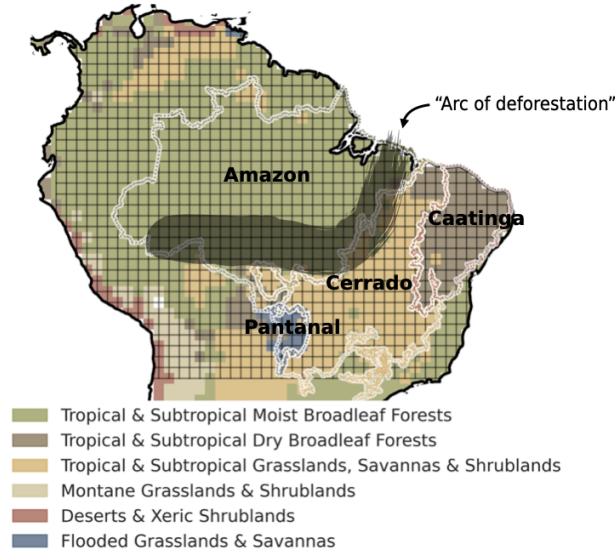 “Arc of deforestation”
Amazon
Caatinga
Cerrado
Pantanal
Tropical & Subtropical Moist Broadleaf Forests
Tropical & Subtropical Dry Broadleaf Forests
Tropical & Subtropical Grasslands, Savannas & Shrublands
Montane Grasslands & Shrublands
Deserts & Xeric Shrublands
Flooded Grasslands & Savannas